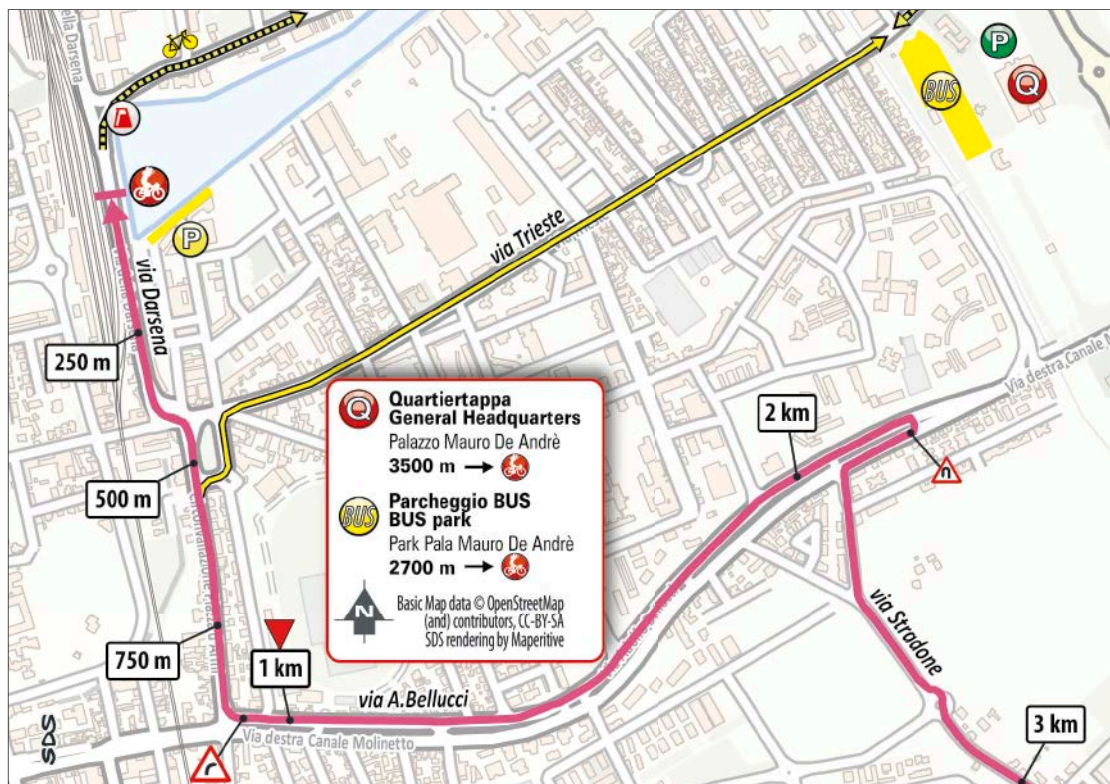 ella Darsena
P
BUS
Q
P
via Trieste
via Darsena
250 m
Via destra Canale M
2 km
Q
Quartiertappa
General Headquarters
Palazzo Mauro De Andrè
3500 m
500 m
BUS
Parcheggio BUS
BUS park
Park Pala Mauro De Andrè
2700 m
N
Basic Map data © OpenStreetMap
(and) contributors, CC-BY-SA
SDS rendering by Maperitive
via Stradone
750 m
1 km
via A.Bellucci
Via destra Canale Molinetto
3 km
SDS